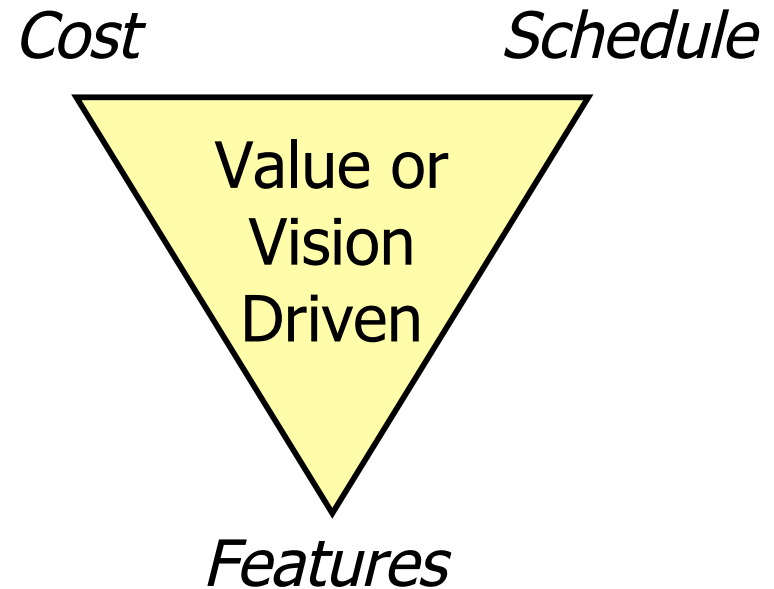 Cost
Schedule
Value or
Vision
Driven
Features